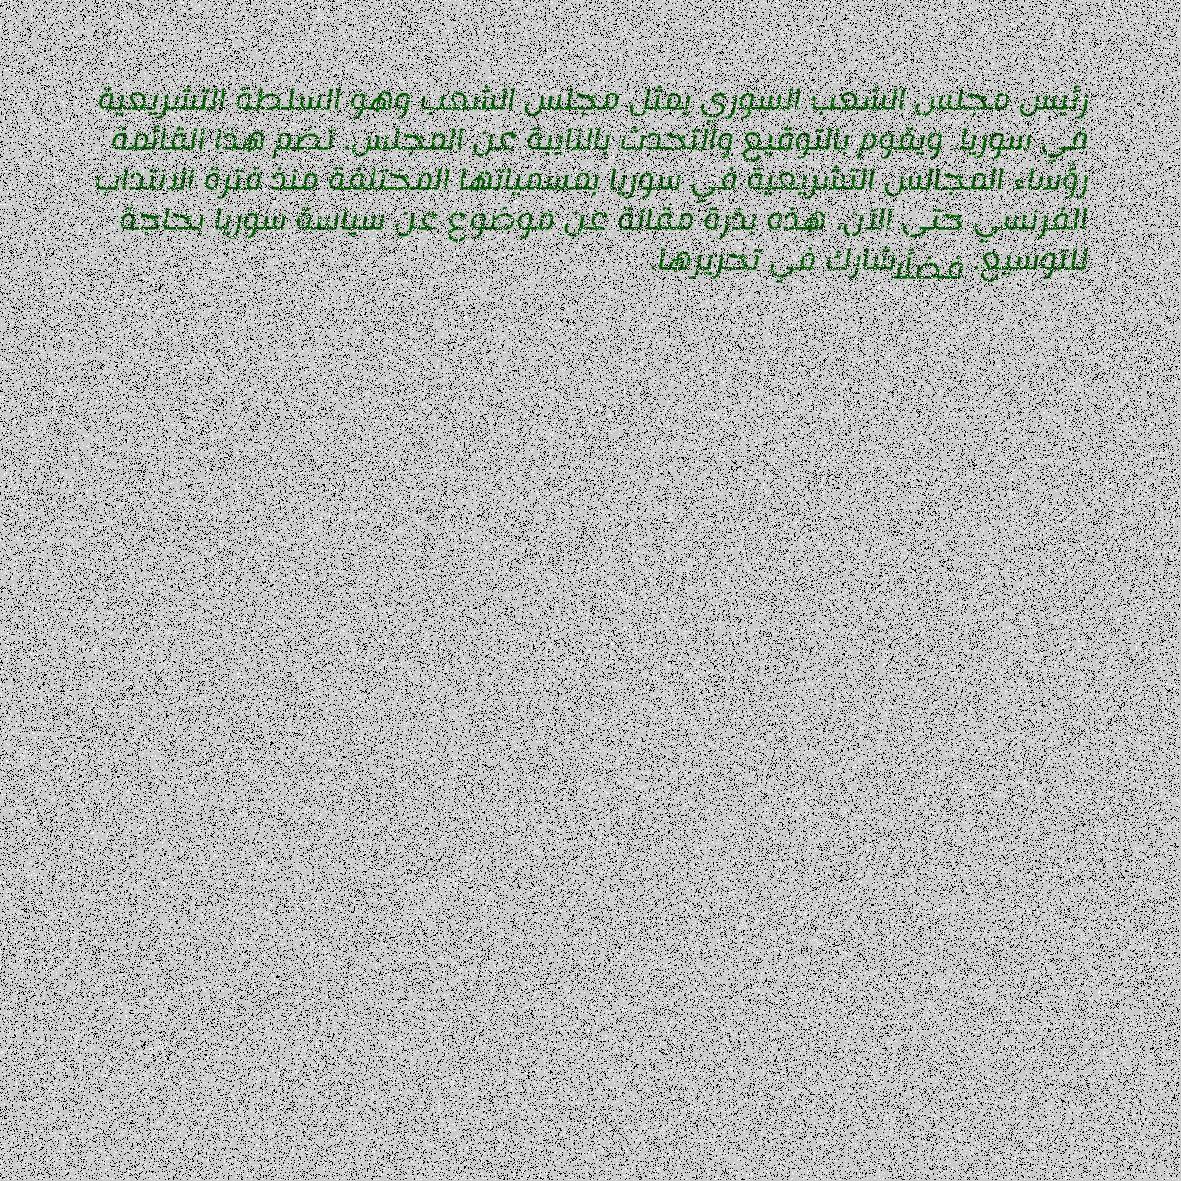 رئيس مجلس الشعب السوري يمثل مجلس الشعب وهو السلطة التشريعية
في سوريا. ويقوم بالتوقيع والتحدث بالنايبة عن المجلس. تضم هذا القائمة
رؤساء المجالس التشريعية في سوريا بمسمياتها المختلفة منذ فترة الانتداب
الفرنسي حتى الآن. هذه بذرة مقالة عن موضوع عن سياسة سوريا بحاجة
للتوسيع. فضلاً شارك في تحريرها.